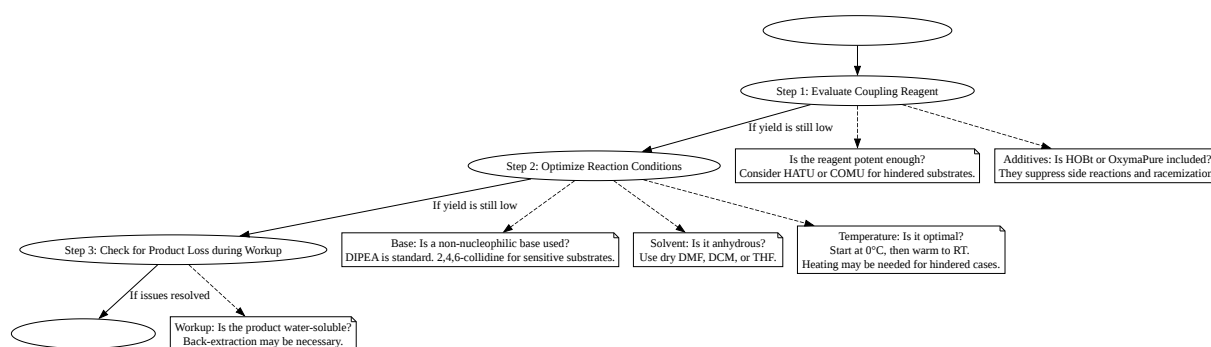 Step 1: Evaluate Coupling Reagent
If yield is still low
Is the reagent potent enough?
Consider HATU or COMU for hindered substrates.
Additives: Is HOBt or OxymaPure included?
They suppress side reactions and racemization
Step 2: Optimize Reaction Conditions
If yield is still low
Base: Is a non-nucleophilic base used?
DIPEA is standard. 2,4,6-collidine for sensitive substrates.
Solvent: Is it anhydrous?
Use dry DMF, DCM, or THF.
Temperature: Is it optimal?
Start at 0°C, then warm to RT.
Heating may be needed for hindered cases.
Step 3: Check for Product Loss during Workup
If issues resolved
Workup: Is the product water-soluble?
Back-extraction may be necessary.